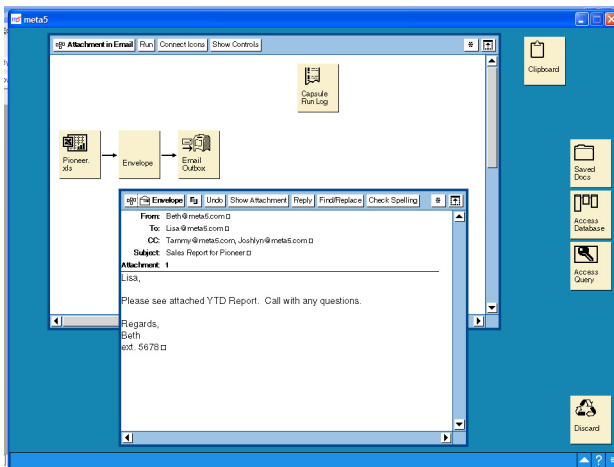 meta5
Attachment in Email Run Connect Icons Show Controls
Clipboard
Capsule
Run Log
Pioneer.
xls
Envelope
Email
Outbox
Saved
Docs
Access
Database
Access
Query
Envelope Undo Show Attachment Reply Find/Replace Check Spelling
From: Beth@meta5.com
To: Lisa@meta5.com
CC: Tammy@meta5.com, Joshlyn@meta5.com
Subject: Sales Report for Pioneer
Attachment: 1
Lisa,
Please see attached YTD Report. Call with any questions.
Regards,
Beth
ext. 5678
Discard